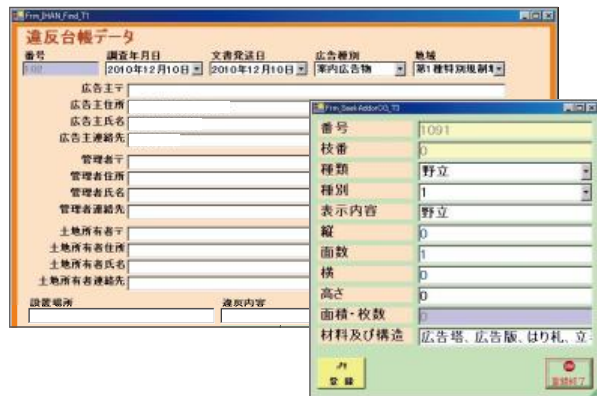 Frm_IHAN_Find_T1
違反台帳データ
番号 調査年月日 文書発送日 広告種別 地域
102 2010年12月10日 2010年12月10日 案内広告物 第1種特別規制
広告主〒
広告主住所
広告主氏名
広告主連絡先
管理者〒
管理者住所
管理者氏名
管理者連絡先
土地所有者〒
土地所有者住所
土地所有者氏名
土地所有者連絡先
設置場所 違反内容
番号 1091
枝番 0
種類 野立
種別 1
表示内容 野立
縦 0
面数 1
横 0
高さ 0
面積・枚数 0
材料及び構造 広告塔、広告版、はり札、立
登録
登録終了